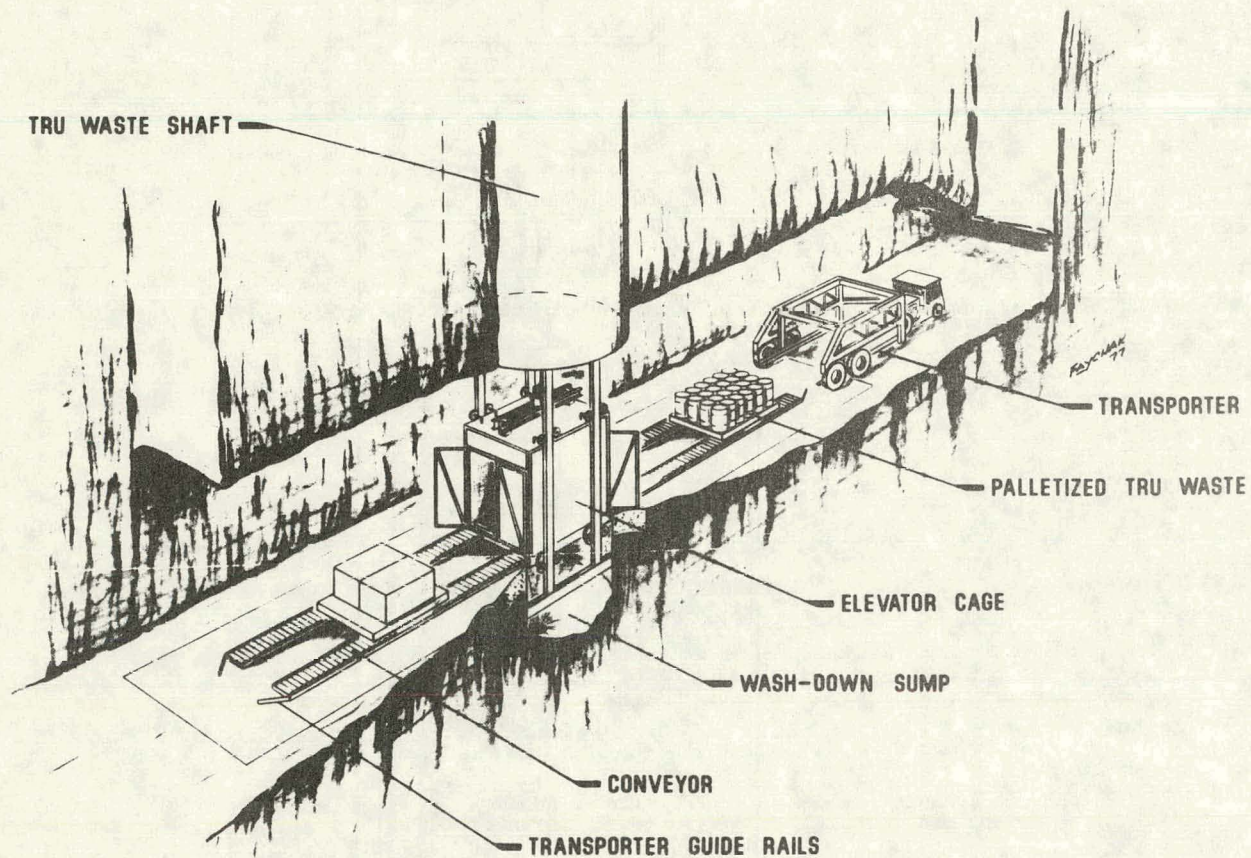 TRU WASTE SHAFT
TRANSPORTER
PALLETIZED TRU WASTE
ELEVATOR CAGE
WASH-DOWN SUMP
CONVEYOR
TRANSPORTER GUIDE RAILS